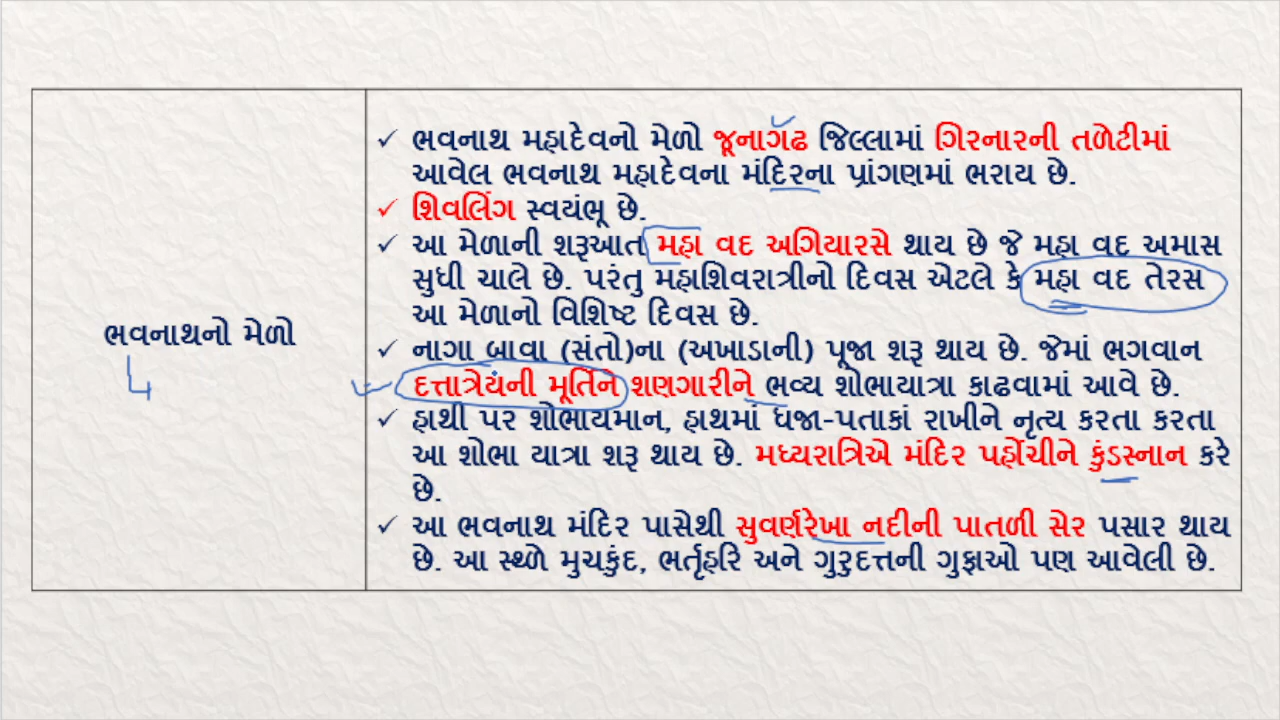 ભવનાથનો મેળો
✓ ભવનાથ મહાદેવનો મેળો જૂનાગઢ જિલ્લામાં ગિરનારની તળેટીમાં
આવેલ ભવનાથ મહાદેવના મંદિરના પ્રાંગણમાં ભરાય છે.
✓ શિવલિંગ સ્વયંભૂ છે.
✓ આ મેળાની શરૂઆત મહા વદ અગિયારસે થાય છે જે મહા વદ અમાસ
સુધી ચાલે છે. પરંતુ મહાશિવરાત્રીનો દિવસ એટલે કે મહા વદ તેરસ
આ મેળાનો વિશિષ્ટ દિવસ છે.
✓ નાગા બાવા (સંતો)ના (અખાડાની) પૂજા શરૂ થાય છે. જેમાં ભગવાન
દત્તાત્રેયની મૂર્તિને શણગારીને ભવ્ય શોભાયાત્રા કાઢવામાં આવે છે.
✓ હાથી પર શોભાયમાન, હાથમાં ધજા-પતાકાં રાખીને નૃત્ય કરતા કરતા
આ શોભા યાત્રા શરૂ થાય છે. મધ્યરાત્રિએ મંદિર પહોંચીને કુંડસ્નાન કરે
છે.
✓ આ ભવનાથ મંદિર પાસેથી સુવર્ણરેખા નદીની પાતળી સેર પસાર થાય
છે. આ સ્થળે મુચકુંદ, ભર્તૃહરિ અને ગુરુદત્તની ગુફાઓ પણ આવેલી છે.